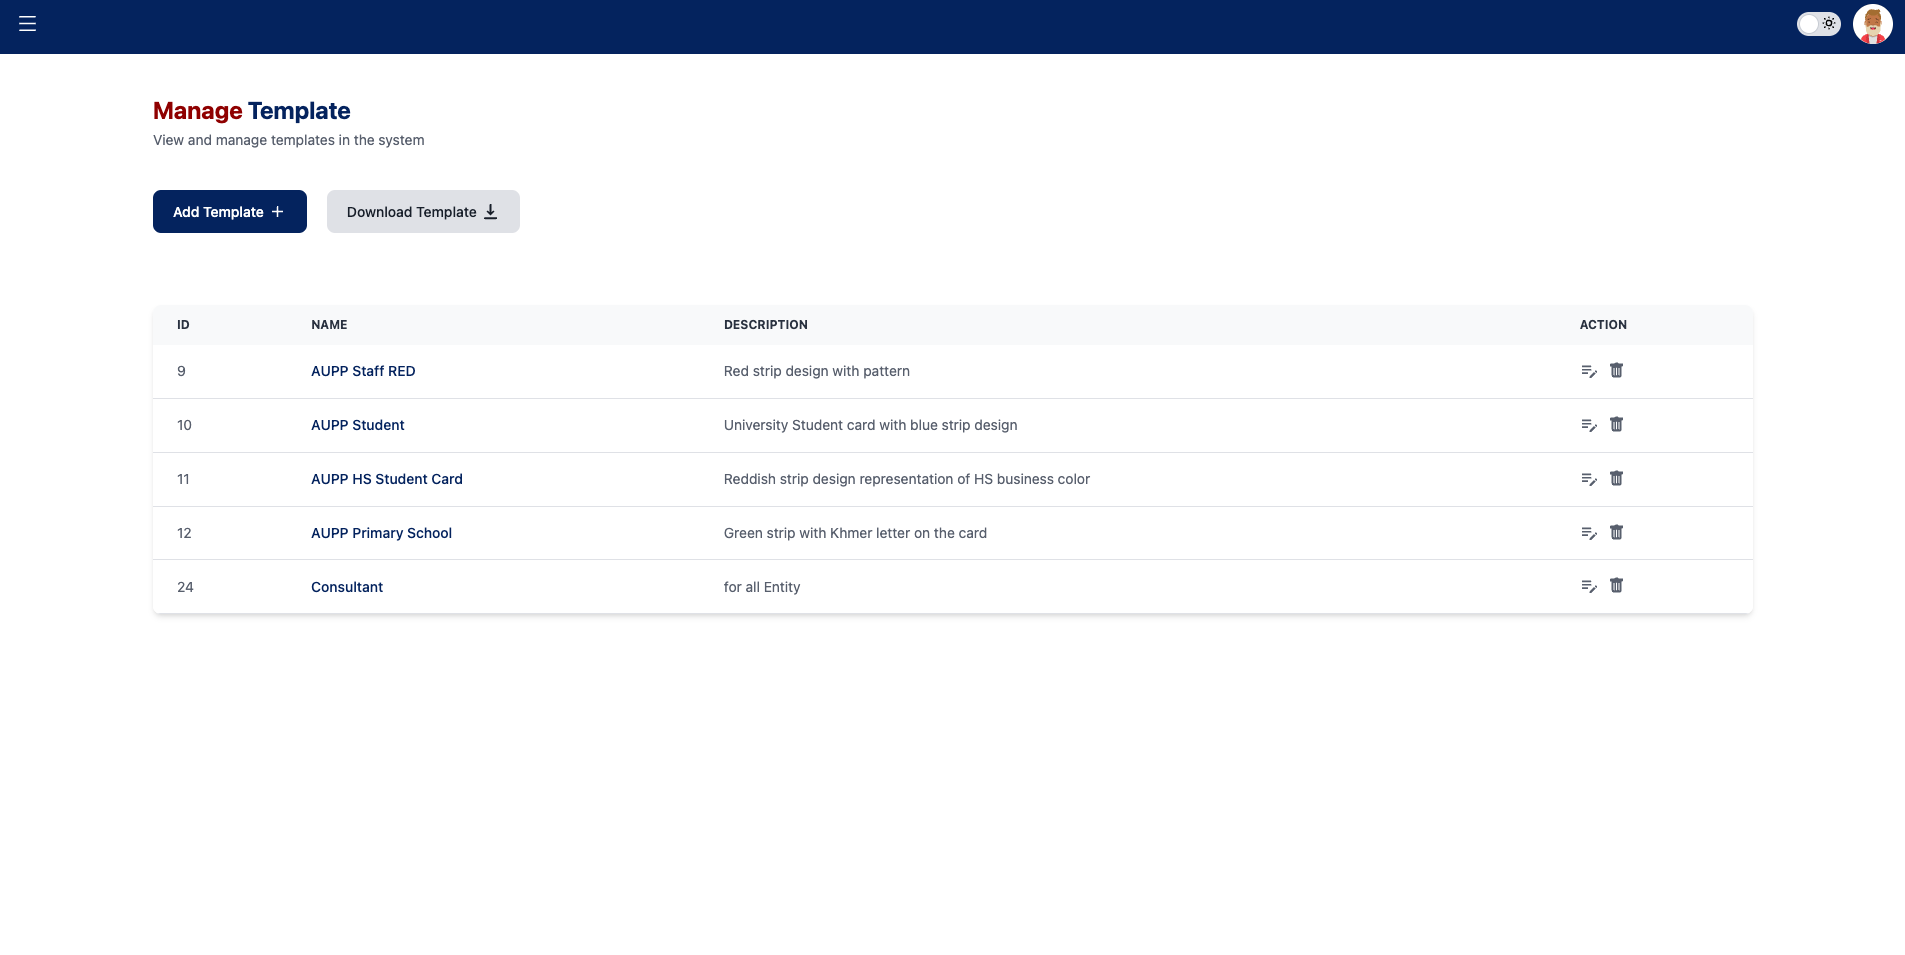 Manage Template
View and manage templates in the system
Add Template
Download Template
ID NAME DESCRIPTION ACTION
9 AUPP Staff RED Red strip design with pattern
10 AUPP Student University Student card with blue strip design
11 AUPP HS Student Card Reddish strip design representation of HS business color
12 AUPP Primary School Green strip with Khmer letter on the card
24 Consultant for all Entity